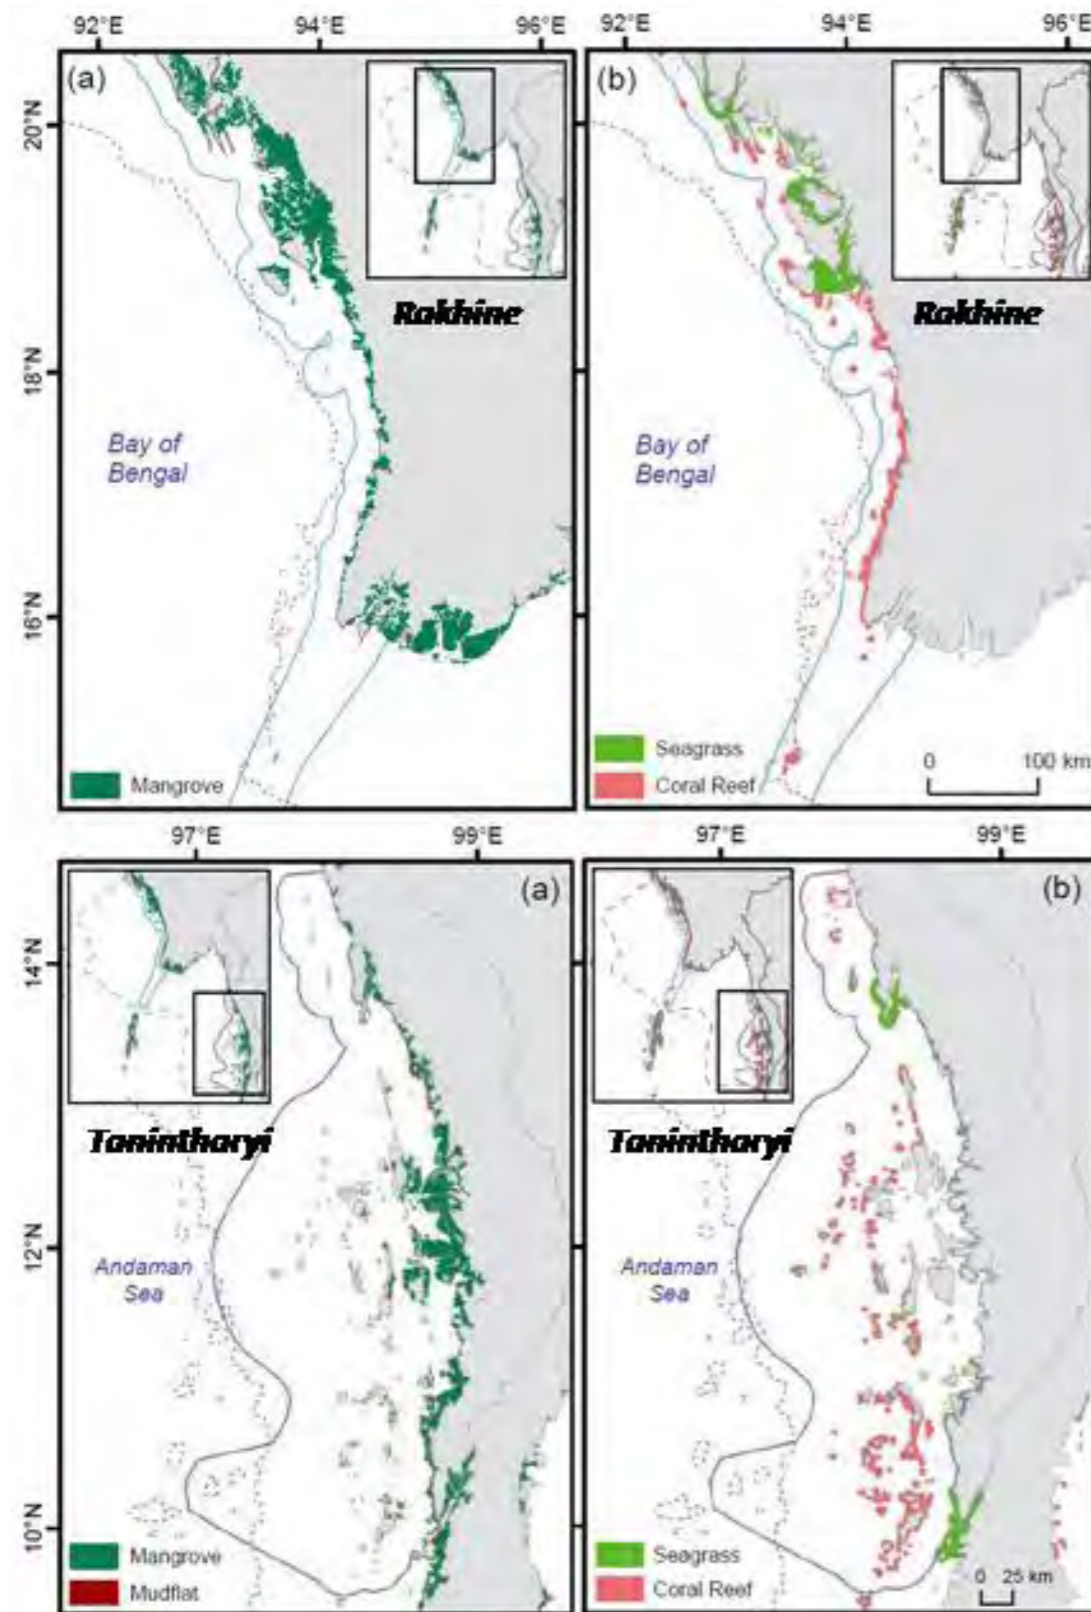 92°E 94°E 96°E 92°E 94°E 96°E
(a) (b)
20°N
Rakhine Rakhine
18°N
Bay of Bay of
Bengal Bengal
16°N
Seagrass 0 100 km
Mangrove Coral Reef
97°E 99°E 97°E 99°E
(a) (b)
14°N
Tanintharyi Tanintharyi
12°N
Andaman Andaman
Sea Sea
10°N
Mangrove Seagrass
Mudflat Coral Reef 0 25 km